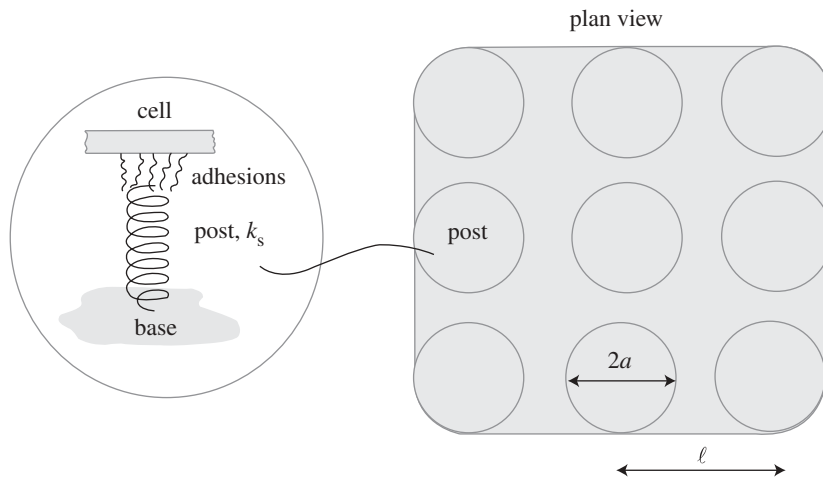 plan view
cell
adhesions
post, kₛ
base
post
2a
ℓ